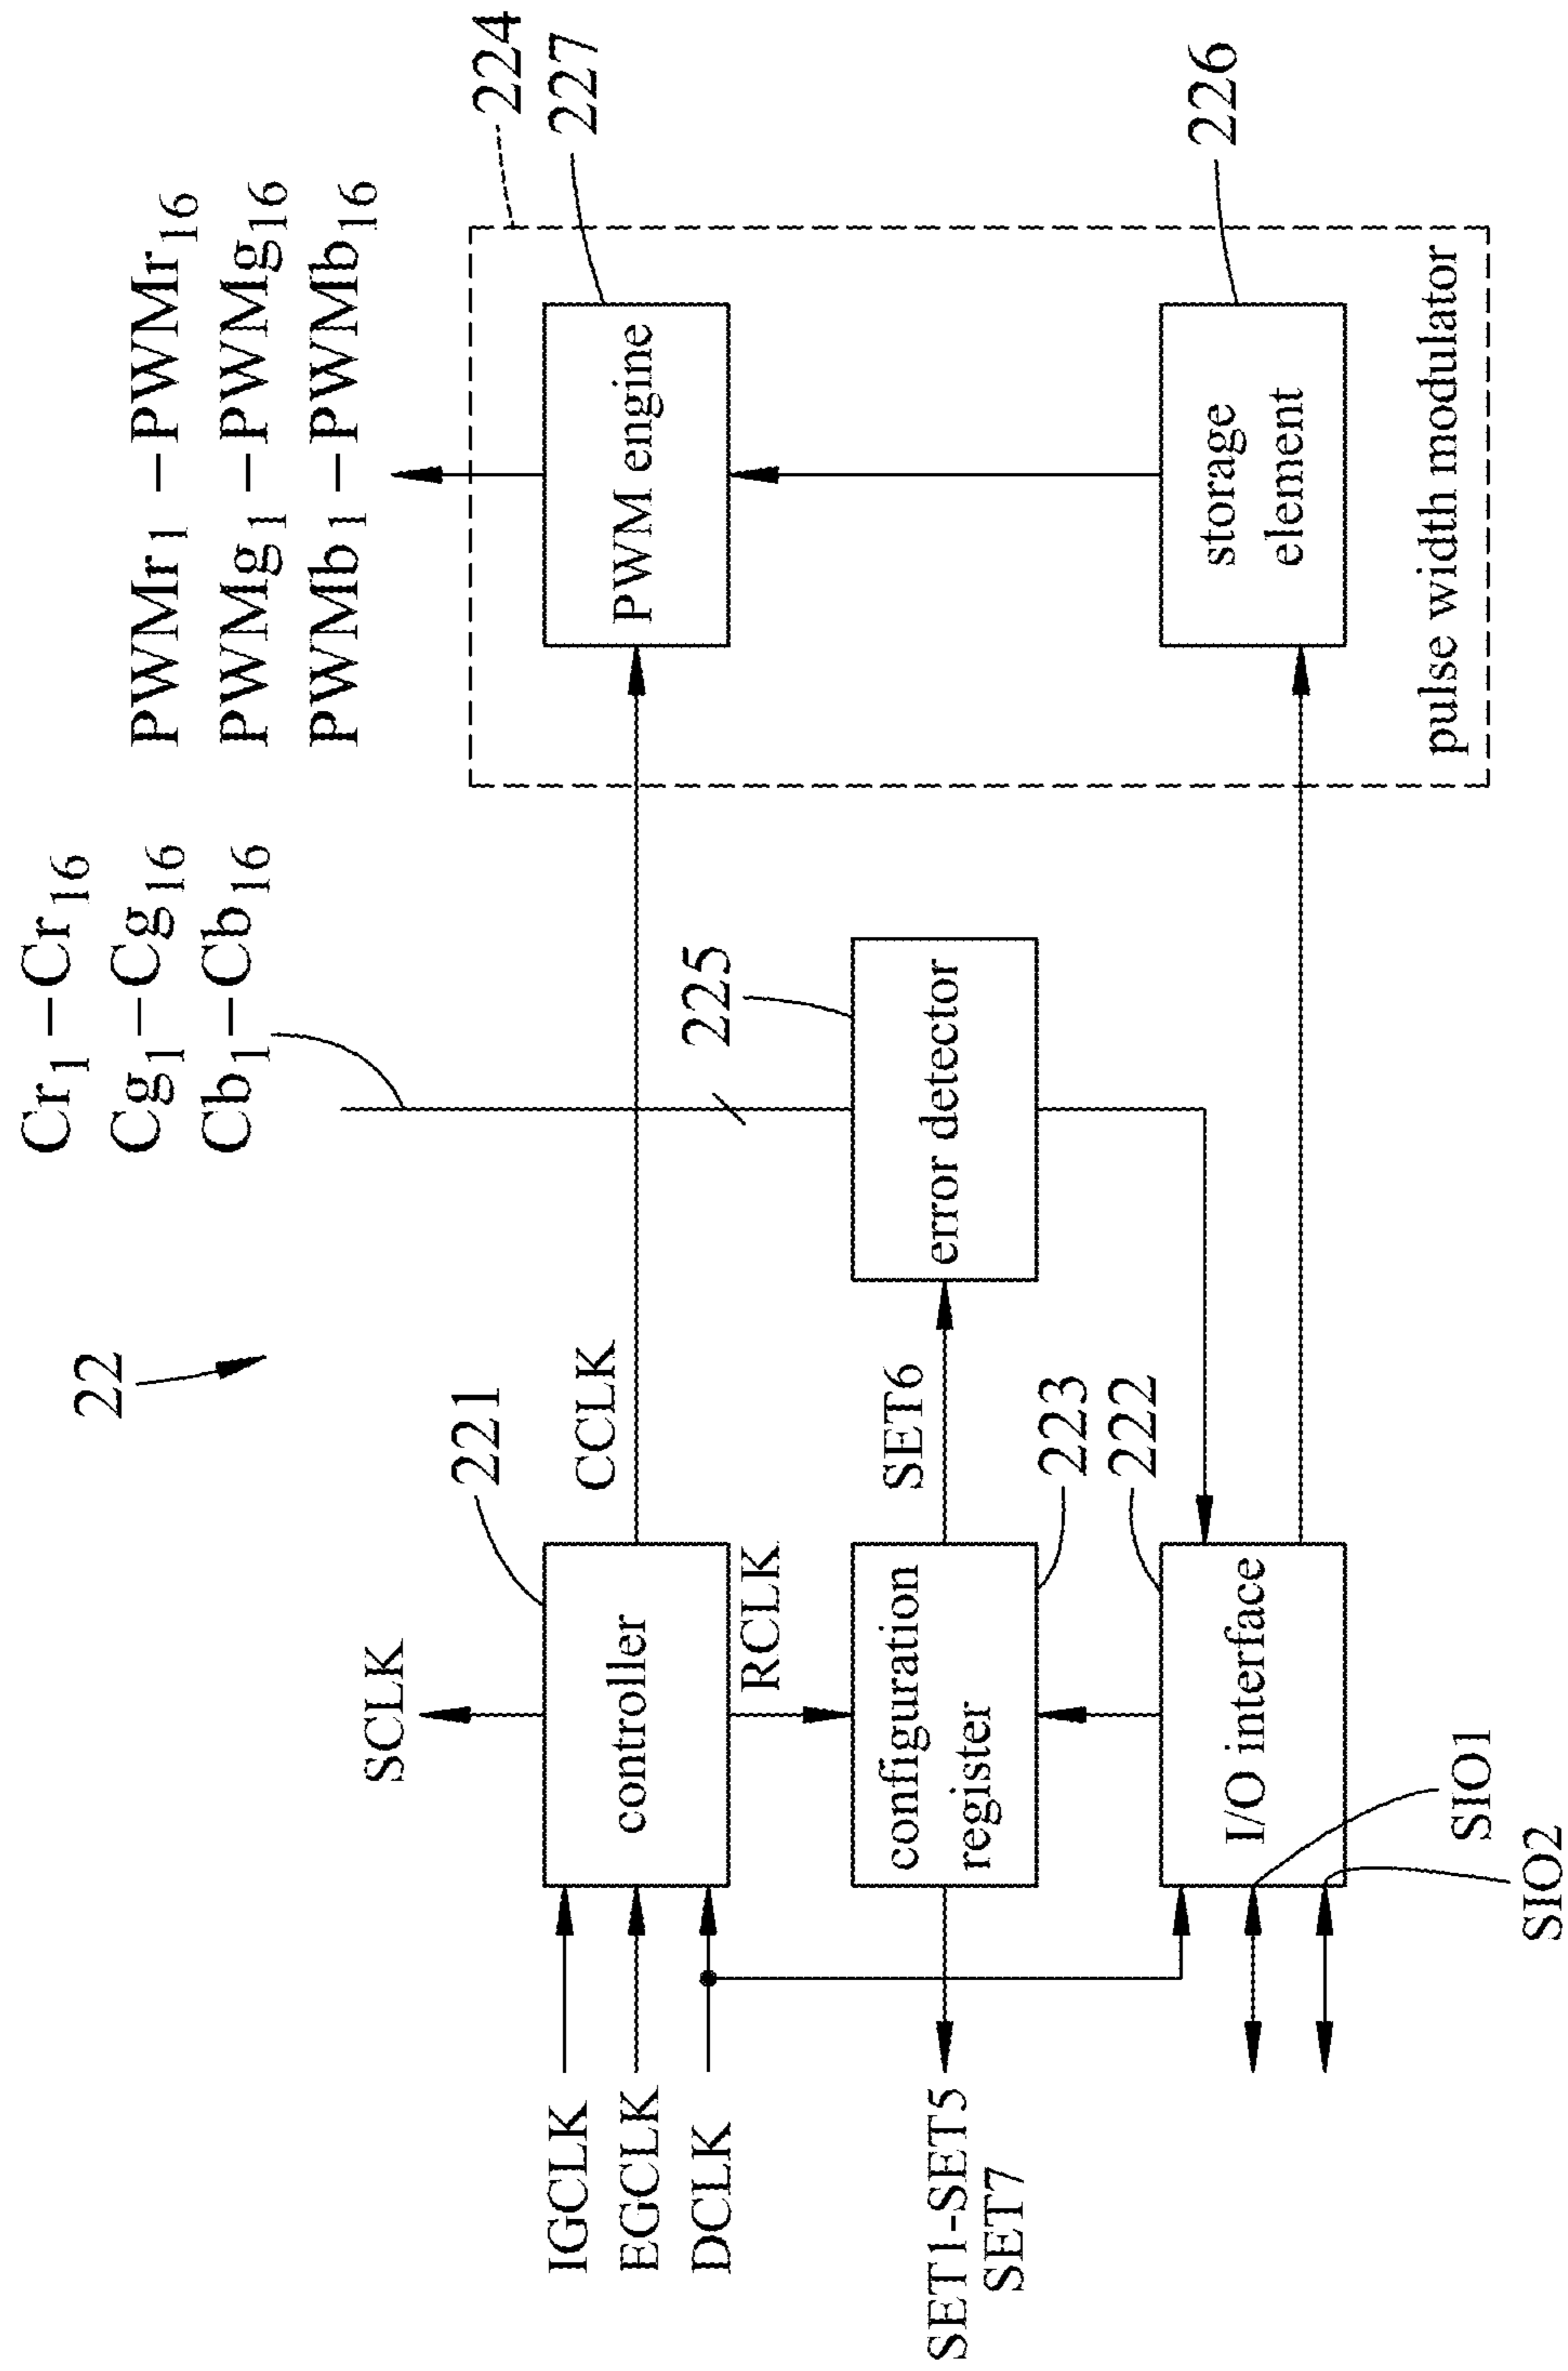 22
Cr1 – Cr16
Cg1 – Cg16
Cb1 – Cb16
PWMr1 – PWMr16
PWMg1 – PWMg16
PWMb1 – PWMb16
SCLK
221
CCLK
224
227
IGCLK
EGCLK
DCLK
controller
PWM engine
RCLK
225
SET1-SET5
SET7
configuration
register
SET6
error detector
223
222
226
I/O interface
storage
element
pulse width modulator
SIO1
SIO2